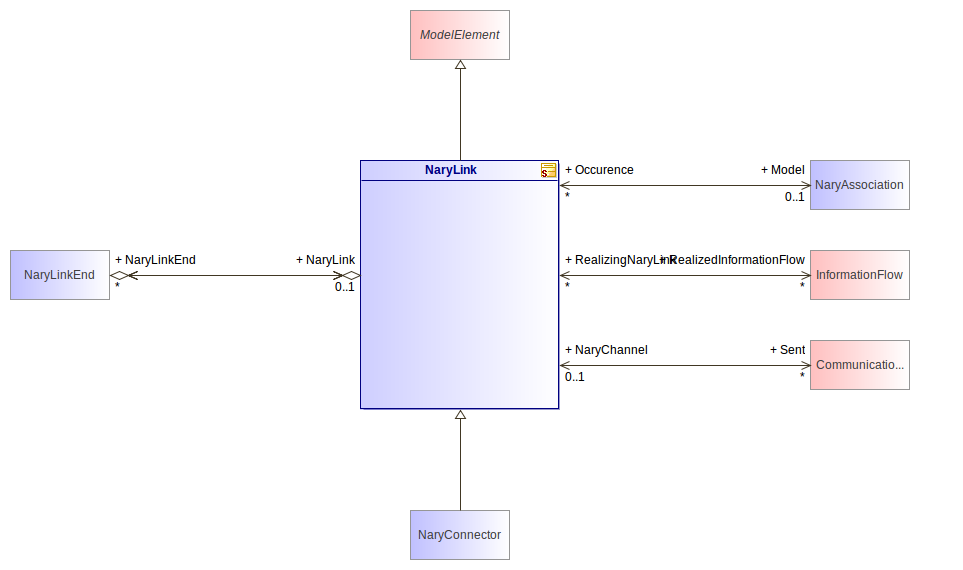 ModelElement
NaryLink
+ Occurence
+ Model
*
0..1
NaryAssociation
NaryLinkEnd
+ NaryLinkEnd
+ NaryLink
*
0..1
+ RealizingNaryLink
+ RealizedInformationFlow
*
*
InformationFlow
+ NaryChannel
+ Sent
0..1
*
Communicatio...
NaryConnector